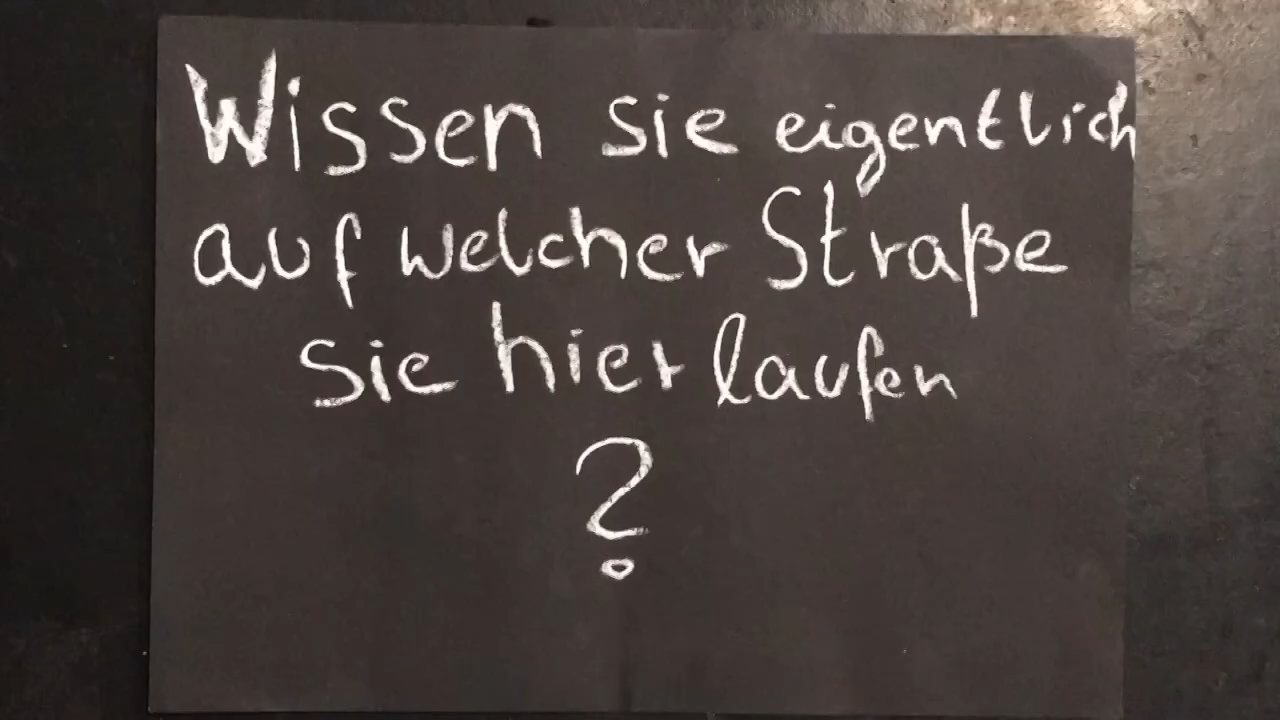 Wissen sie eigentlich
auf welcher Straße
sie hier laufen
?